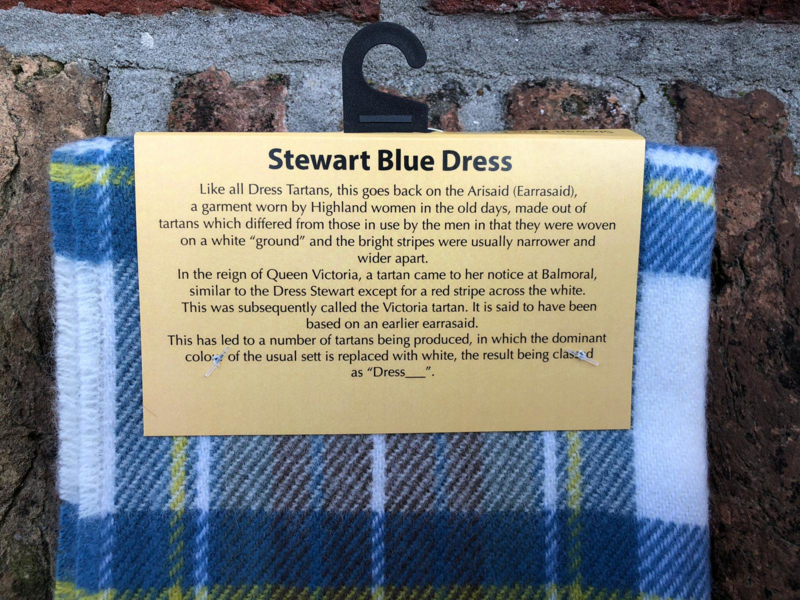 Stewart Blue Dress
Like all Dress Tartans, this goes back on the Arisaid (Earrasaid),
a garment worn by Highland women in the old days, made out of
tartans which differed from those in use by the men in that they were woven
on a white “ground” and the bright stripes were usually narrower and
wider apart.
In the reign of Queen Victoria, a tartan came to her notice at Balmoral,
similar to the Dress Stewart except for a red stripe across the white.
This was subsequently called the Victoria tartan. It is said to have been
based on an earlier earrasaid.
This has led to a number of tartans being produced, in which the dominant
colour of the usual sett is replaced with white, the result being classed
as “Dress___”.